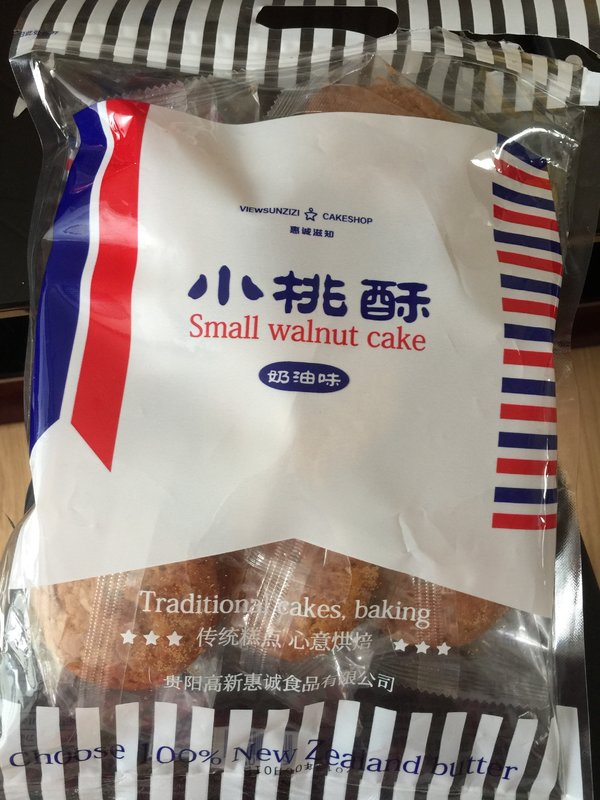 VIEWSUNZIZI CAKESHOP
惠诚滋知
小桃酥
Small walnut cake
奶油味
Traditional cakes, baking
传统糕点 心意烘焙
贵阳高新惠诚食品有限公司
Choose 100% New Zealand butter